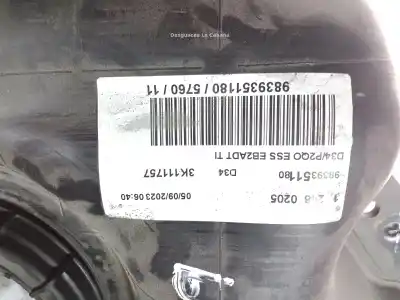 Desguaces La Cabaña
9839351180 / 5760 / 11
D34/P2QO ESS EB2ADT TI
9839351180 D34 3K111757
0205 05/09/2023 06:40